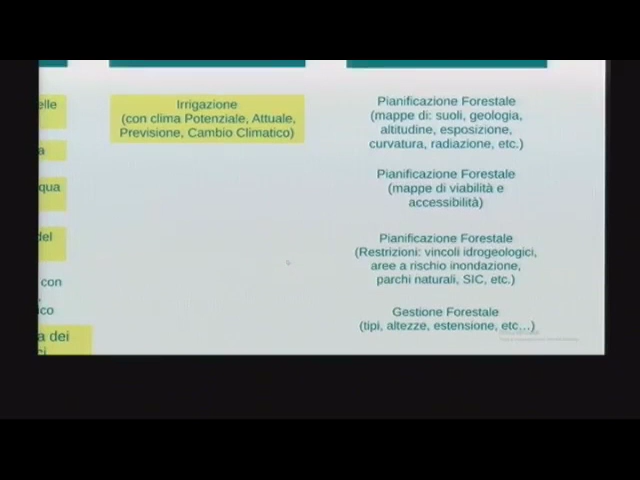 elle
a
qua
del
con
ico
a dei
ci
Irrigazione
(con clima Potenziale, Attuale,
Previsione, Cambio Climatico)
Pianificazione Forestale
(mappe di: suoli, geologia,
altitudine, esposizione,
curvatura, radiazione, etc.)
Pianificazione Forestale
(mappe di viabilità e
accessibilità)
Pianificazione Forestale
(Restrizioni: vincoli idrogeologici,
aree a rischio inondazione,
parchi naturali, SIC, etc.)
Gestione Forestale
(tipi, altezze, estensione, etc...)